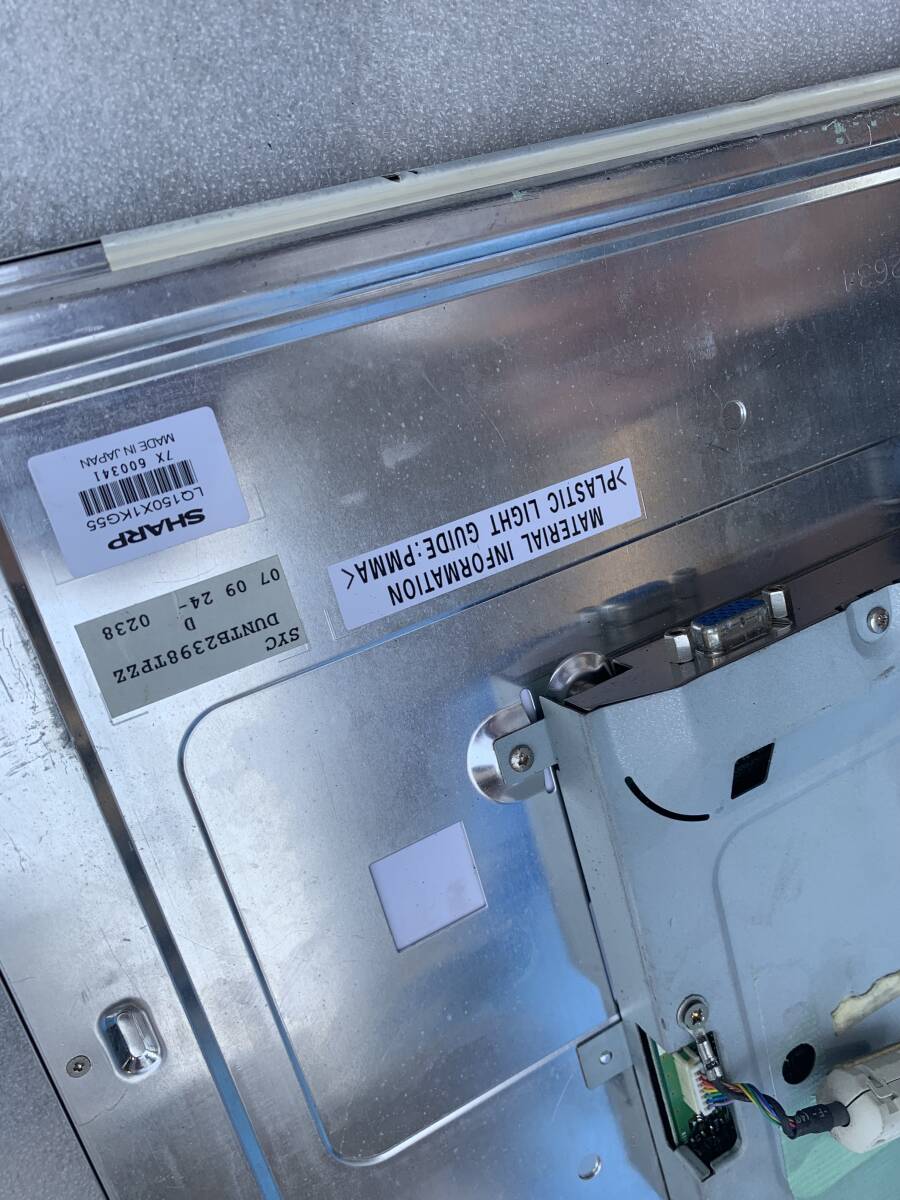 SHARP
LQ150X1KG55
7X 600341
MADE IN JAPAN
SYC
DUNTB2398TPZZ
D
07 09 24- 0238
MATERIAL INFORMATION
>PLASTIC LIGHT GUIDE:PMMA<
2631